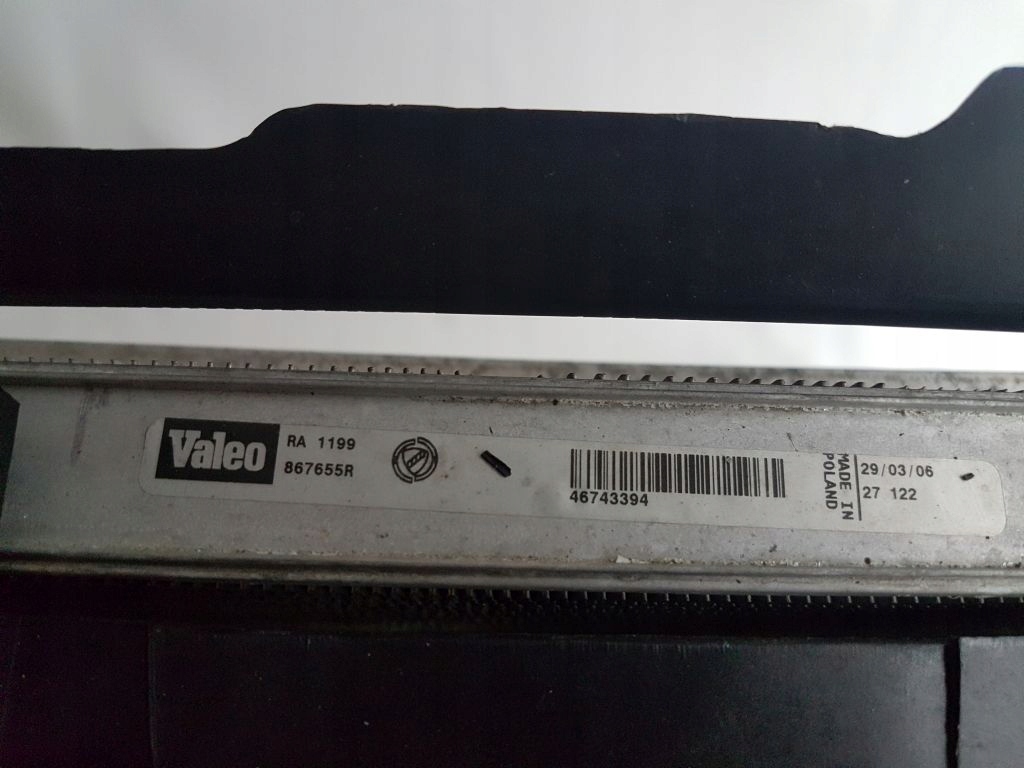 Valeo
RA 1199
867655R
46743394
MADE IN
POLAND
29/03/06
27 122